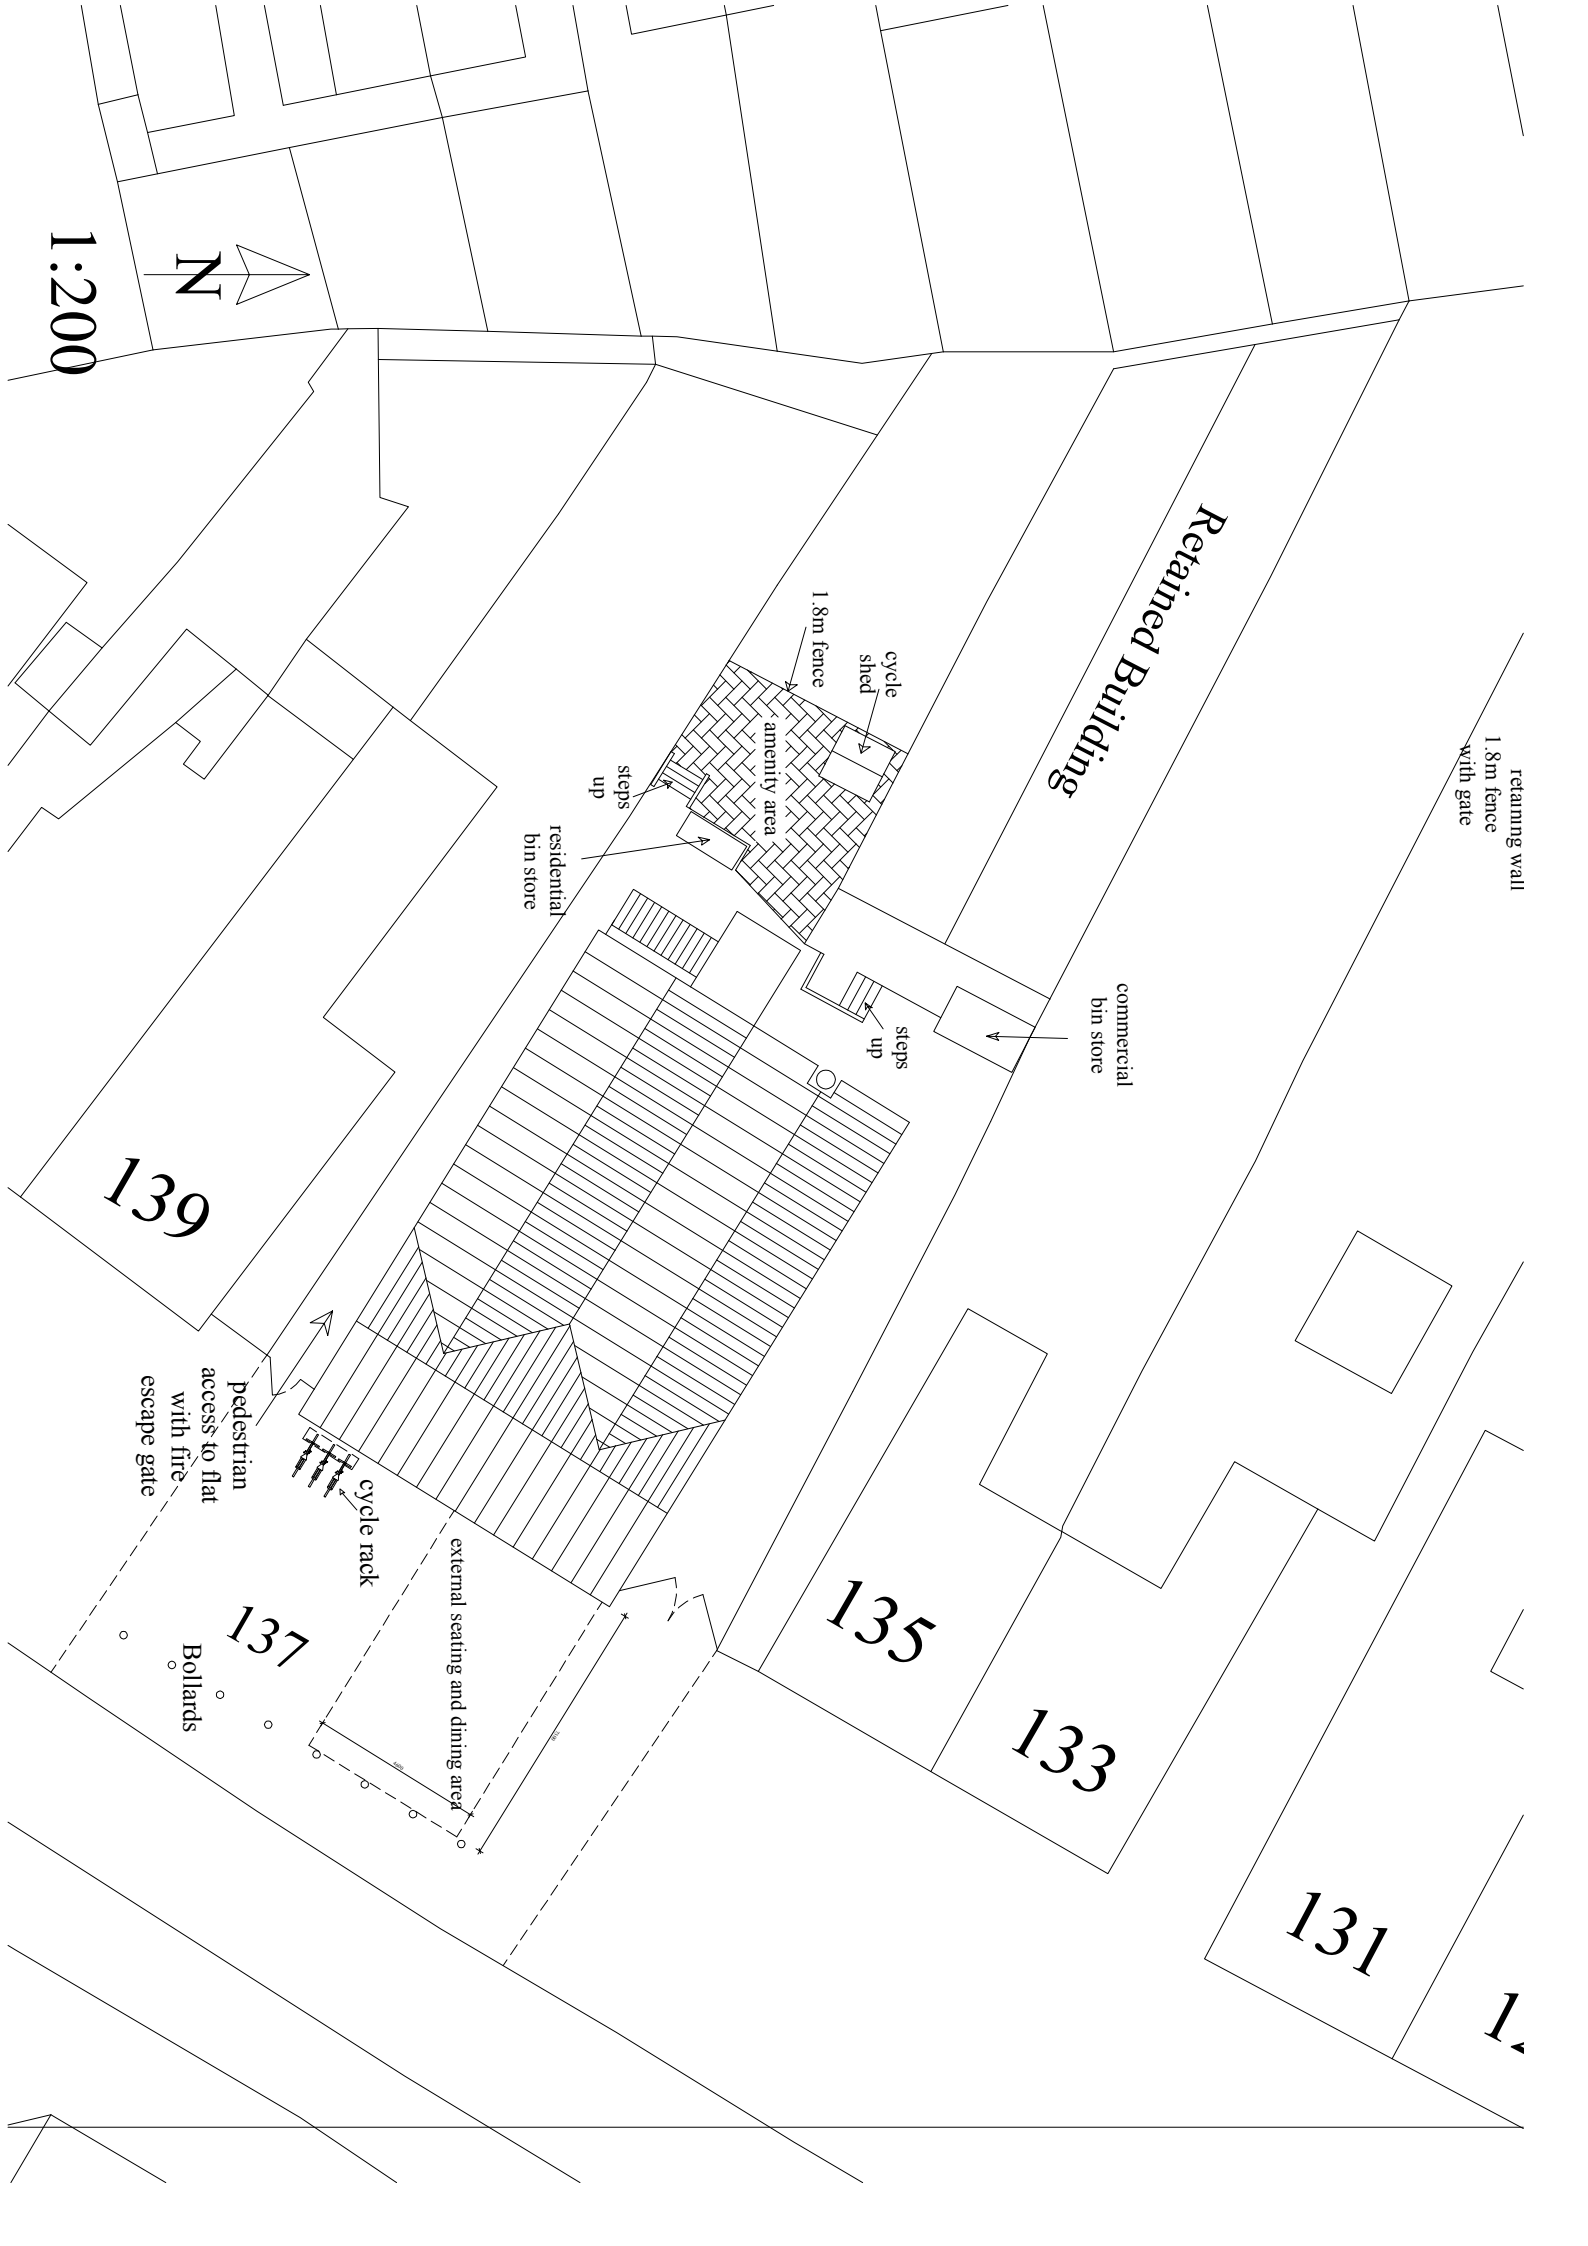 retaining wall
1.8m fence
with gate
Retained Building
1.8m fence
cycle
shed
amenity area
steps
up
residential
bin store
commercial
bin store
steps
up
N
1:200
139
pedestrian
access to flat
with fire
escape gate
cycle rack
external seating and dining area
137
Bollards
135
133
131